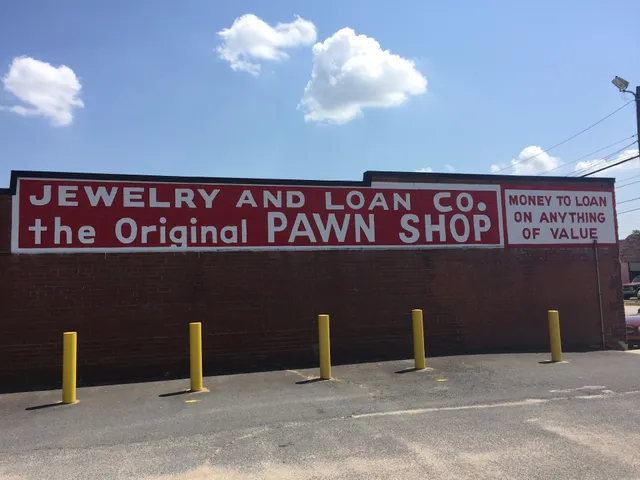 JEWELRY AND LOAN CO.
the Original PAWN SHOP
MONEY TO LOAN
ON ANYTHING
OF VALUE